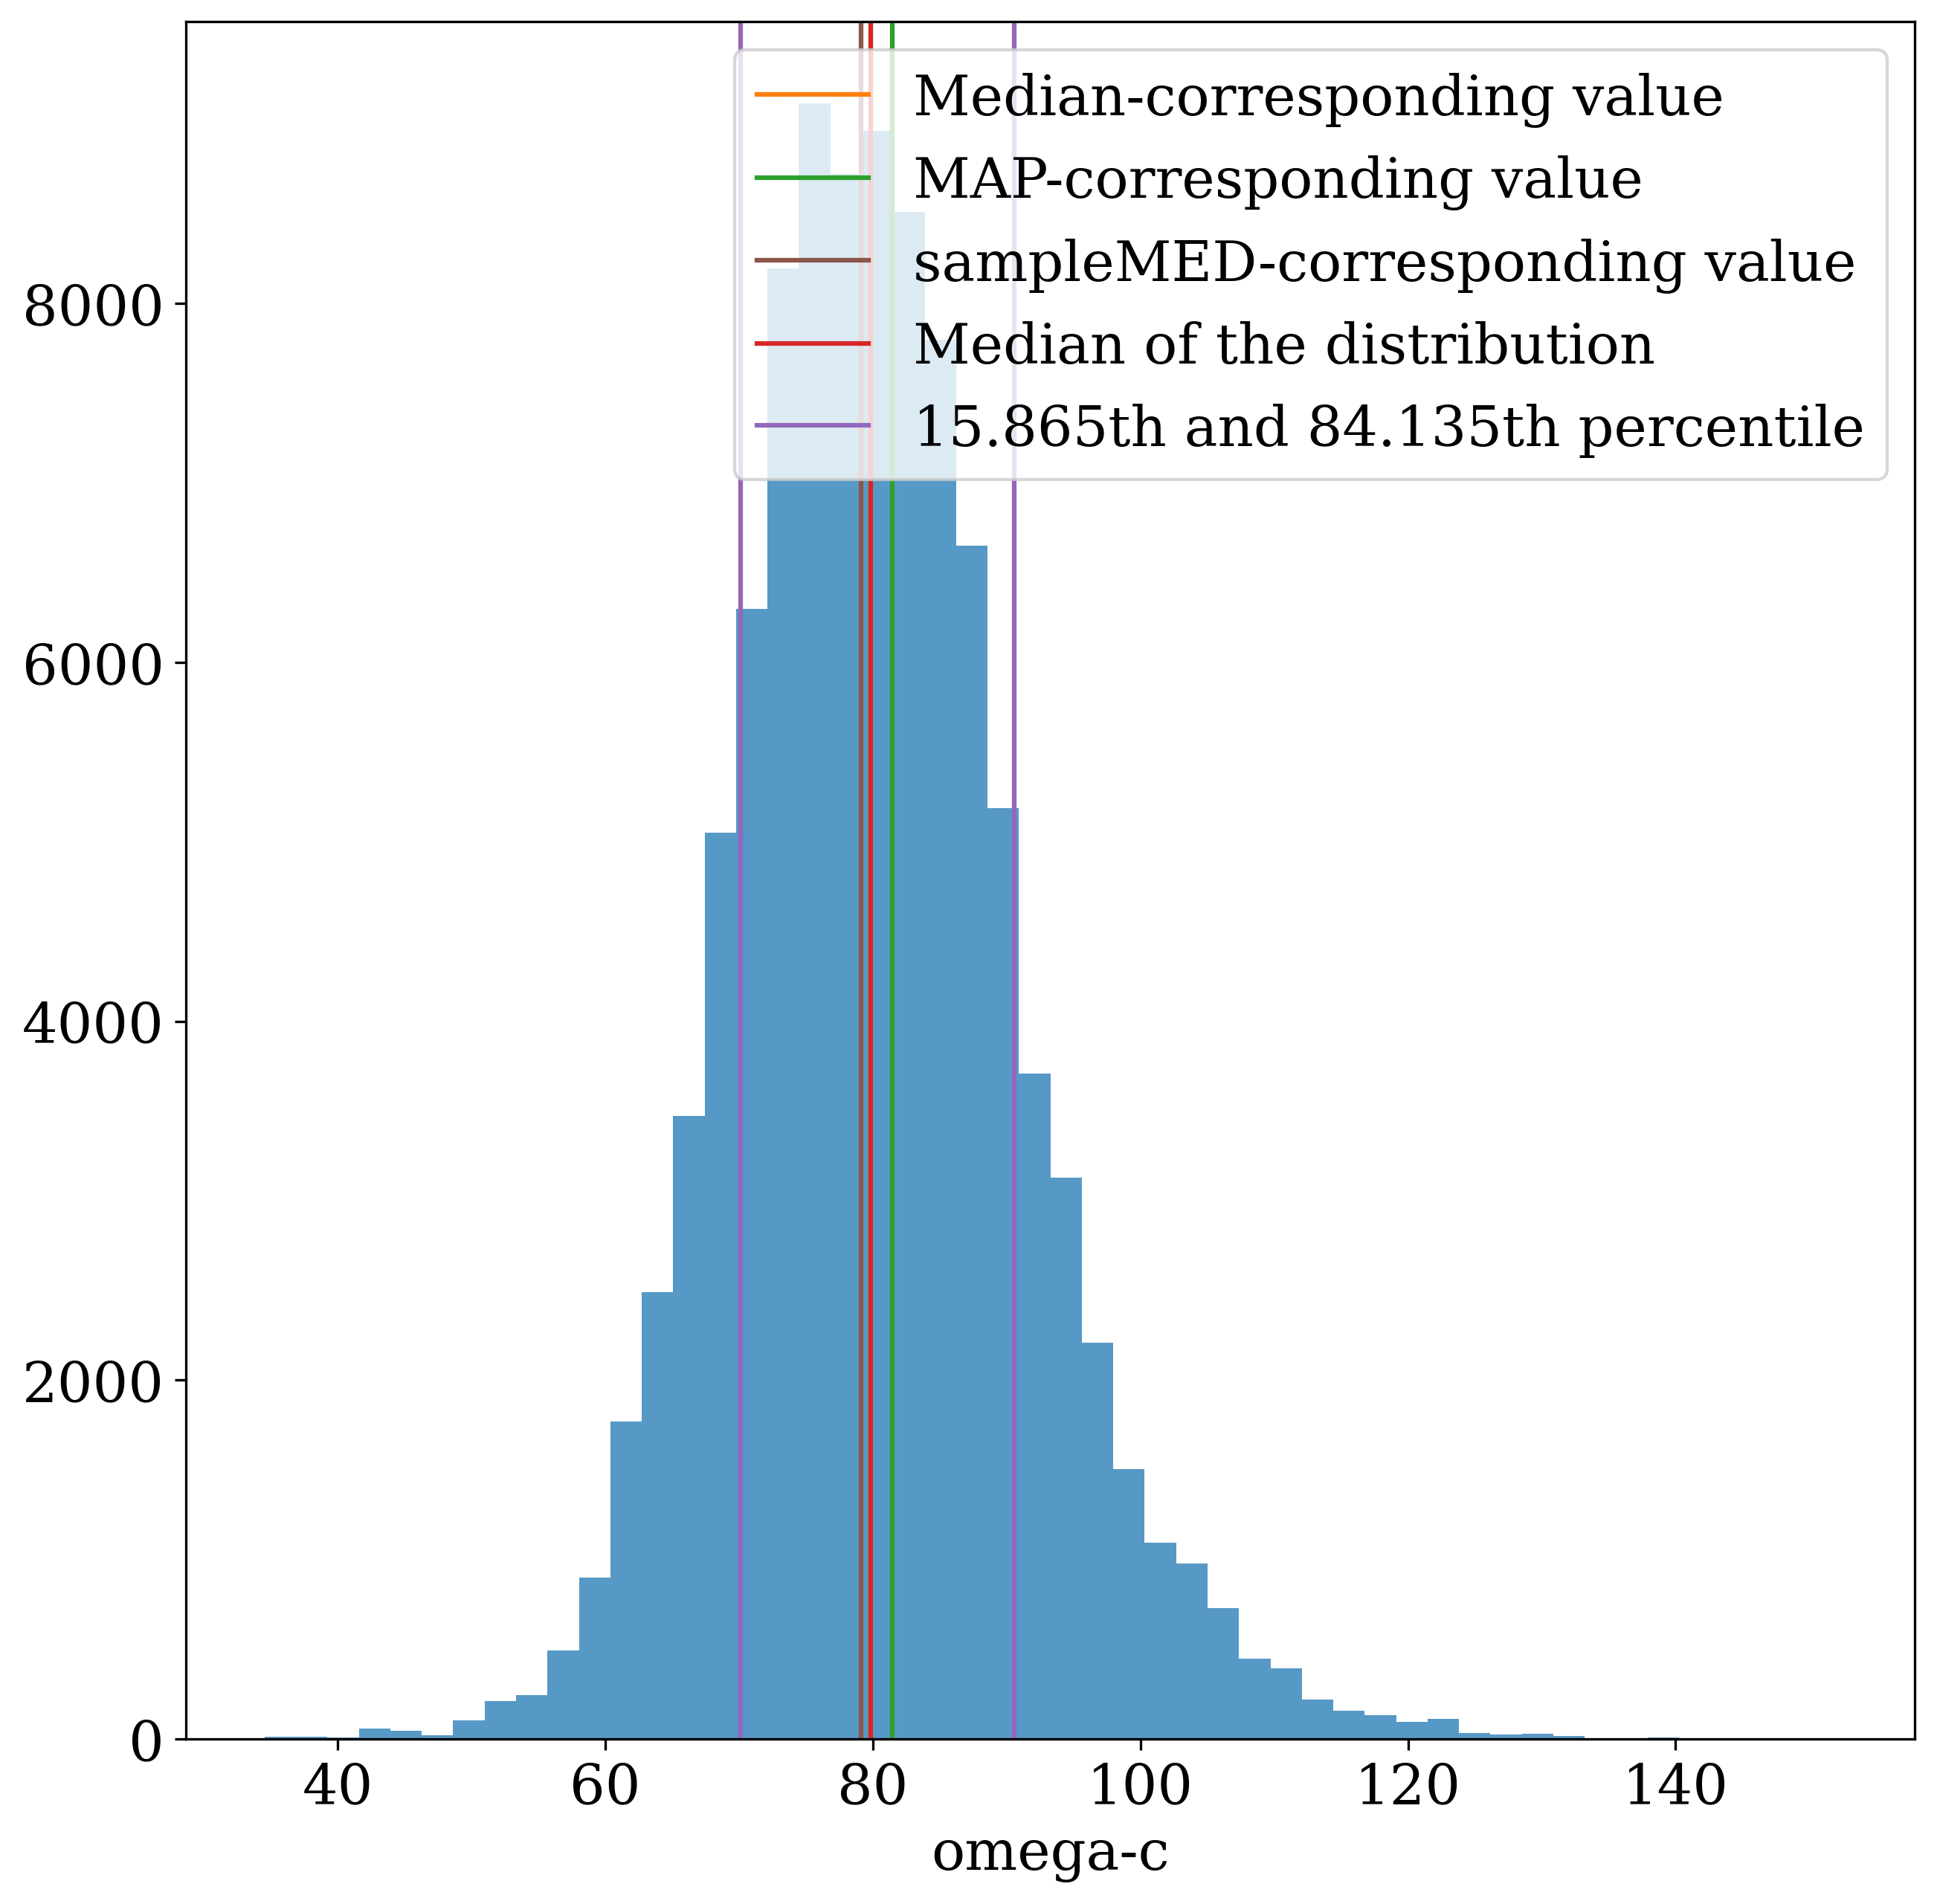 Median-corresponding value
MAP-corresponding value
sampleMED-corresponding value
Median of the distribution
15.865th and 84.135th percentile
8000
6000
4000
2000
0
40 60 80 100 120 140
omega-c